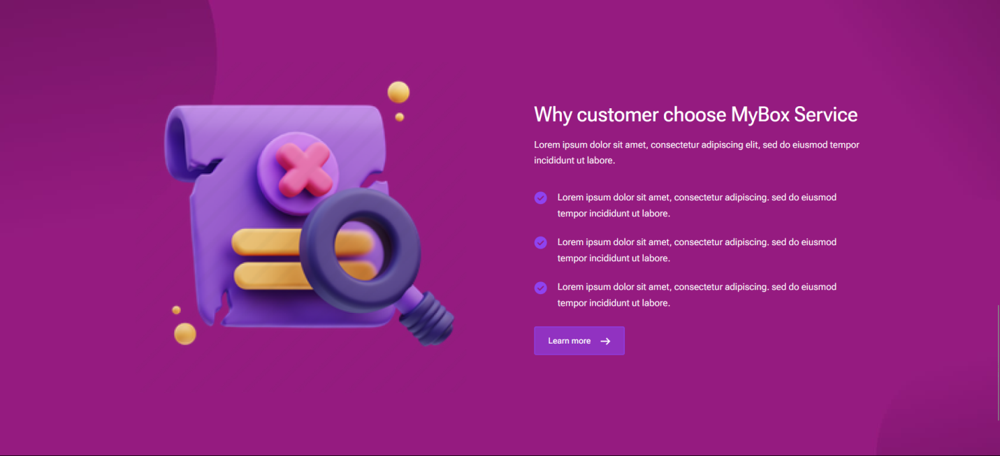 Why customer choose MyBox Service
Lorem ipsum dolor sit amet, consectetur adipiscing elit, sed do eiusmod tempor
incididunt ut labore.
Lorem ipsum dolor sit amet, consectetur adipiscing. sed do eiusmod
tempor incididunt ut labore.
Lorem ipsum dolor sit amet, consectetur adipiscing. sed do eiusmod
tempor incididunt ut labore.
Lorem ipsum dolor sit amet, consectetur adipiscing. sed do eiusmod
tempor incididunt ut labore.
Learn more